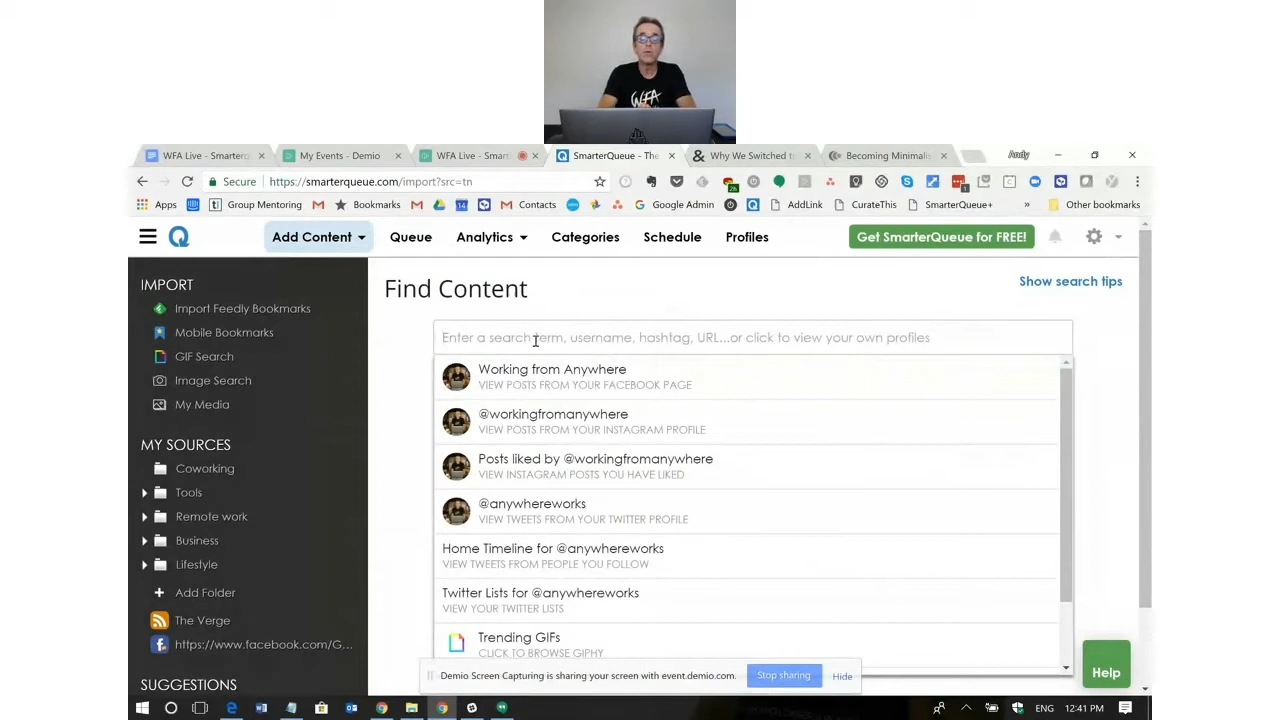 WFA
WFA Live - Smarterq
My Events - Demio
WFA Live - Smart
SmarterQueue - The
Why We Switched t
Becoming Minimalis
Andy
Secure
https://smarterqueue.com/import?src=tn
Apps
Group Mentoring
Bookmarks
14
Contacts
Google Admin
AddLink
CurateThis
SmarterQueue+
»
Other bookmarks
Add Content
Queue
Analytics
Categories
Schedule
Profiles
Get SmarterQueue for FREE!
IMPORT
Import Feedly Bookmarks
Mobile Bookmarks
GIF Search
Image Search
My Media
MY SOURCES
Coworking
Tools
Remote work
Business
Lifestyle
Add Folder
The Verge
https://www.facebook.com/G...
SUGGESTIONS
Find Content
Show search tips
Enter a search term, username, hashtag, URL...or click to view your own profiles
Working from Anywhere
VIEW POSTS FROM YOUR FACEBOOK PAGE
@workingfromanywhere
VIEW POSTS FROM YOUR INSTAGRAM PROFILE
Posts liked by @workingfromanywhere
VIEW INSTAGRAM POSTS YOU HAVE LIKED
@anywhereworks
VIEW TWEETS FROM YOUR TWITTER PROFILE
Home Timeline for @anywhereworks
VIEW TWEETS FROM PEOPLE YOU FOLLOW
Twitter Lists for @anywhereworks
VIEW YOUR TWITTER LISTS
Trending GIFs
CLICK TO BROWSE GIPHY
Demio Screen Capturing is sharing your screen with event.demio.com.
Stop sharing
Hide
Help
ENG
12:41 PM